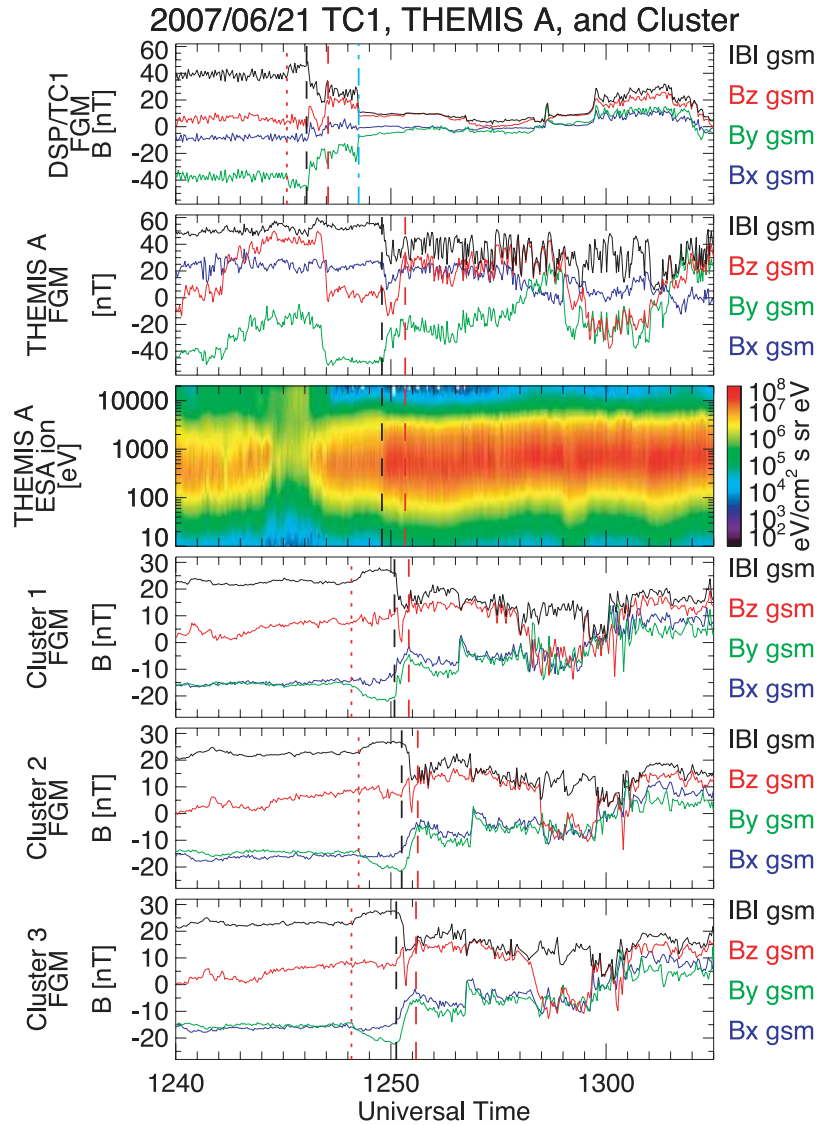 2007/06/21 TC1, THEMIS A, and Cluster
DSP/TC1
FGM
B [nT]
60
40
20
0
-20
-40
IBI gsm
Bz gsm
By gsm
Bx gsm
THEMIS A
FGM
[nT]
60
40
20
0
-20
-40
IBI gsm
Bz gsm
By gsm
Bx gsm
THEMIS A
ESA ion
[eV]
10000
1000
100
10
10⁸
10⁷
10⁶
10⁵
10⁴
10³
10²
eV/cm² s sr eV
Cluster 1
FGM
B [nT]
30
20
10
0
-10
-20
IBI gsm
Bz gsm
By gsm
Bx gsm
Cluster 2
FGM
B [nT]
30
20
10
0
-10
-20
IBI gsm
Bz gsm
By gsm
Bx gsm
Cluster 3
FGM
B [nT]
30
20
10
0
-10
-20
IBI gsm
Bz gsm
By gsm
Bx gsm
1240 1250 1300
Universal Time